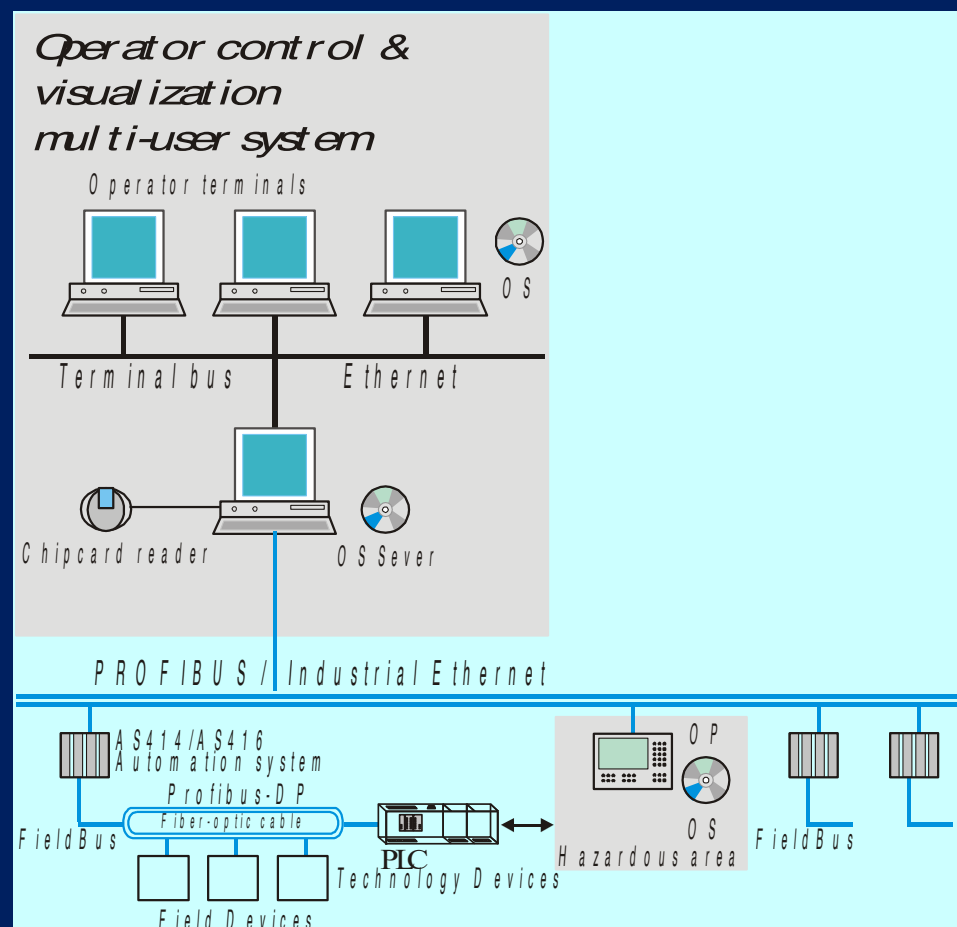 Operator control &
visualization
multi-user system
Operator terminals
OS
Terminal bus
Ethernet
Chipcard reader
OS Sever
PROFIBUS / Industrial Ethernet
AS414/AS416
Automation system
Profibus-DP
Fiber-optic cable
FieldBus
PLC
Technology Devices
Field Devices
OP
OS
Hazardous area
FieldBus